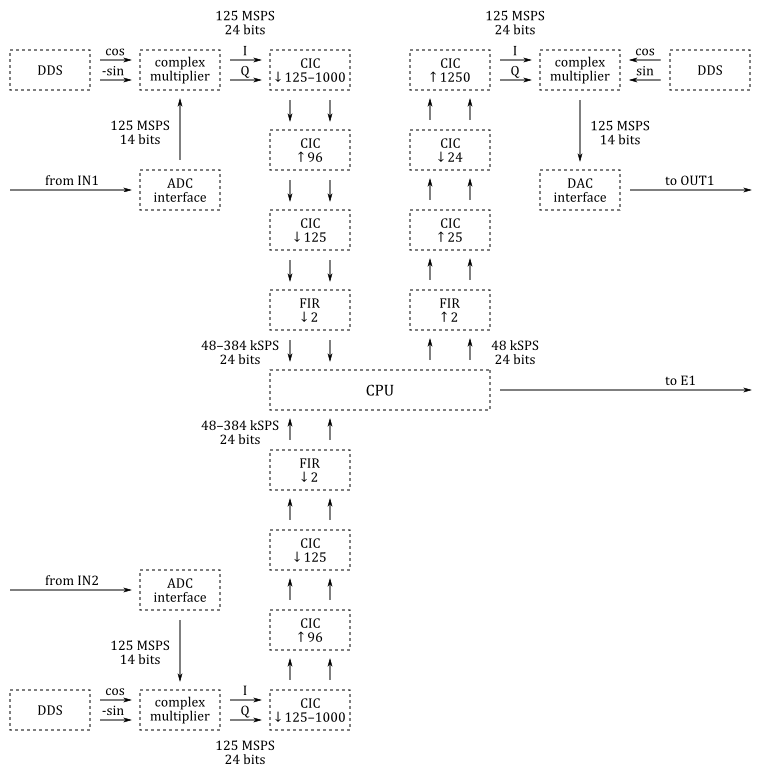 125 MSPS
24 bits
125 MSPS
24 bits
DDS
cos
-sin
complex
multiplier
I
Q
CIC
↓125–1000
CIC
↑1250
I
Q
complex
multiplier
cos
sin
DDS
125 MSPS
14 bits
CIC
↑96
CIC
↓24
125 MSPS
14 bits
from IN1
ADC
interface
CIC
↓125
CIC
↑25
DAC
interface
to OUT1
FIR
↓2
FIR
↑2
48–384 kSPS
24 bits
48 kSPS
24 bits
CPU
to E1
48–384 kSPS
24 bits
FIR
↓2
CIC
↓125
from IN2
ADC
interface
CIC
↑96
125 MSPS
14 bits
DDS
cos
-sin
complex
multiplier
I
Q
CIC
↓125–1000
125 MSPS
24 bits